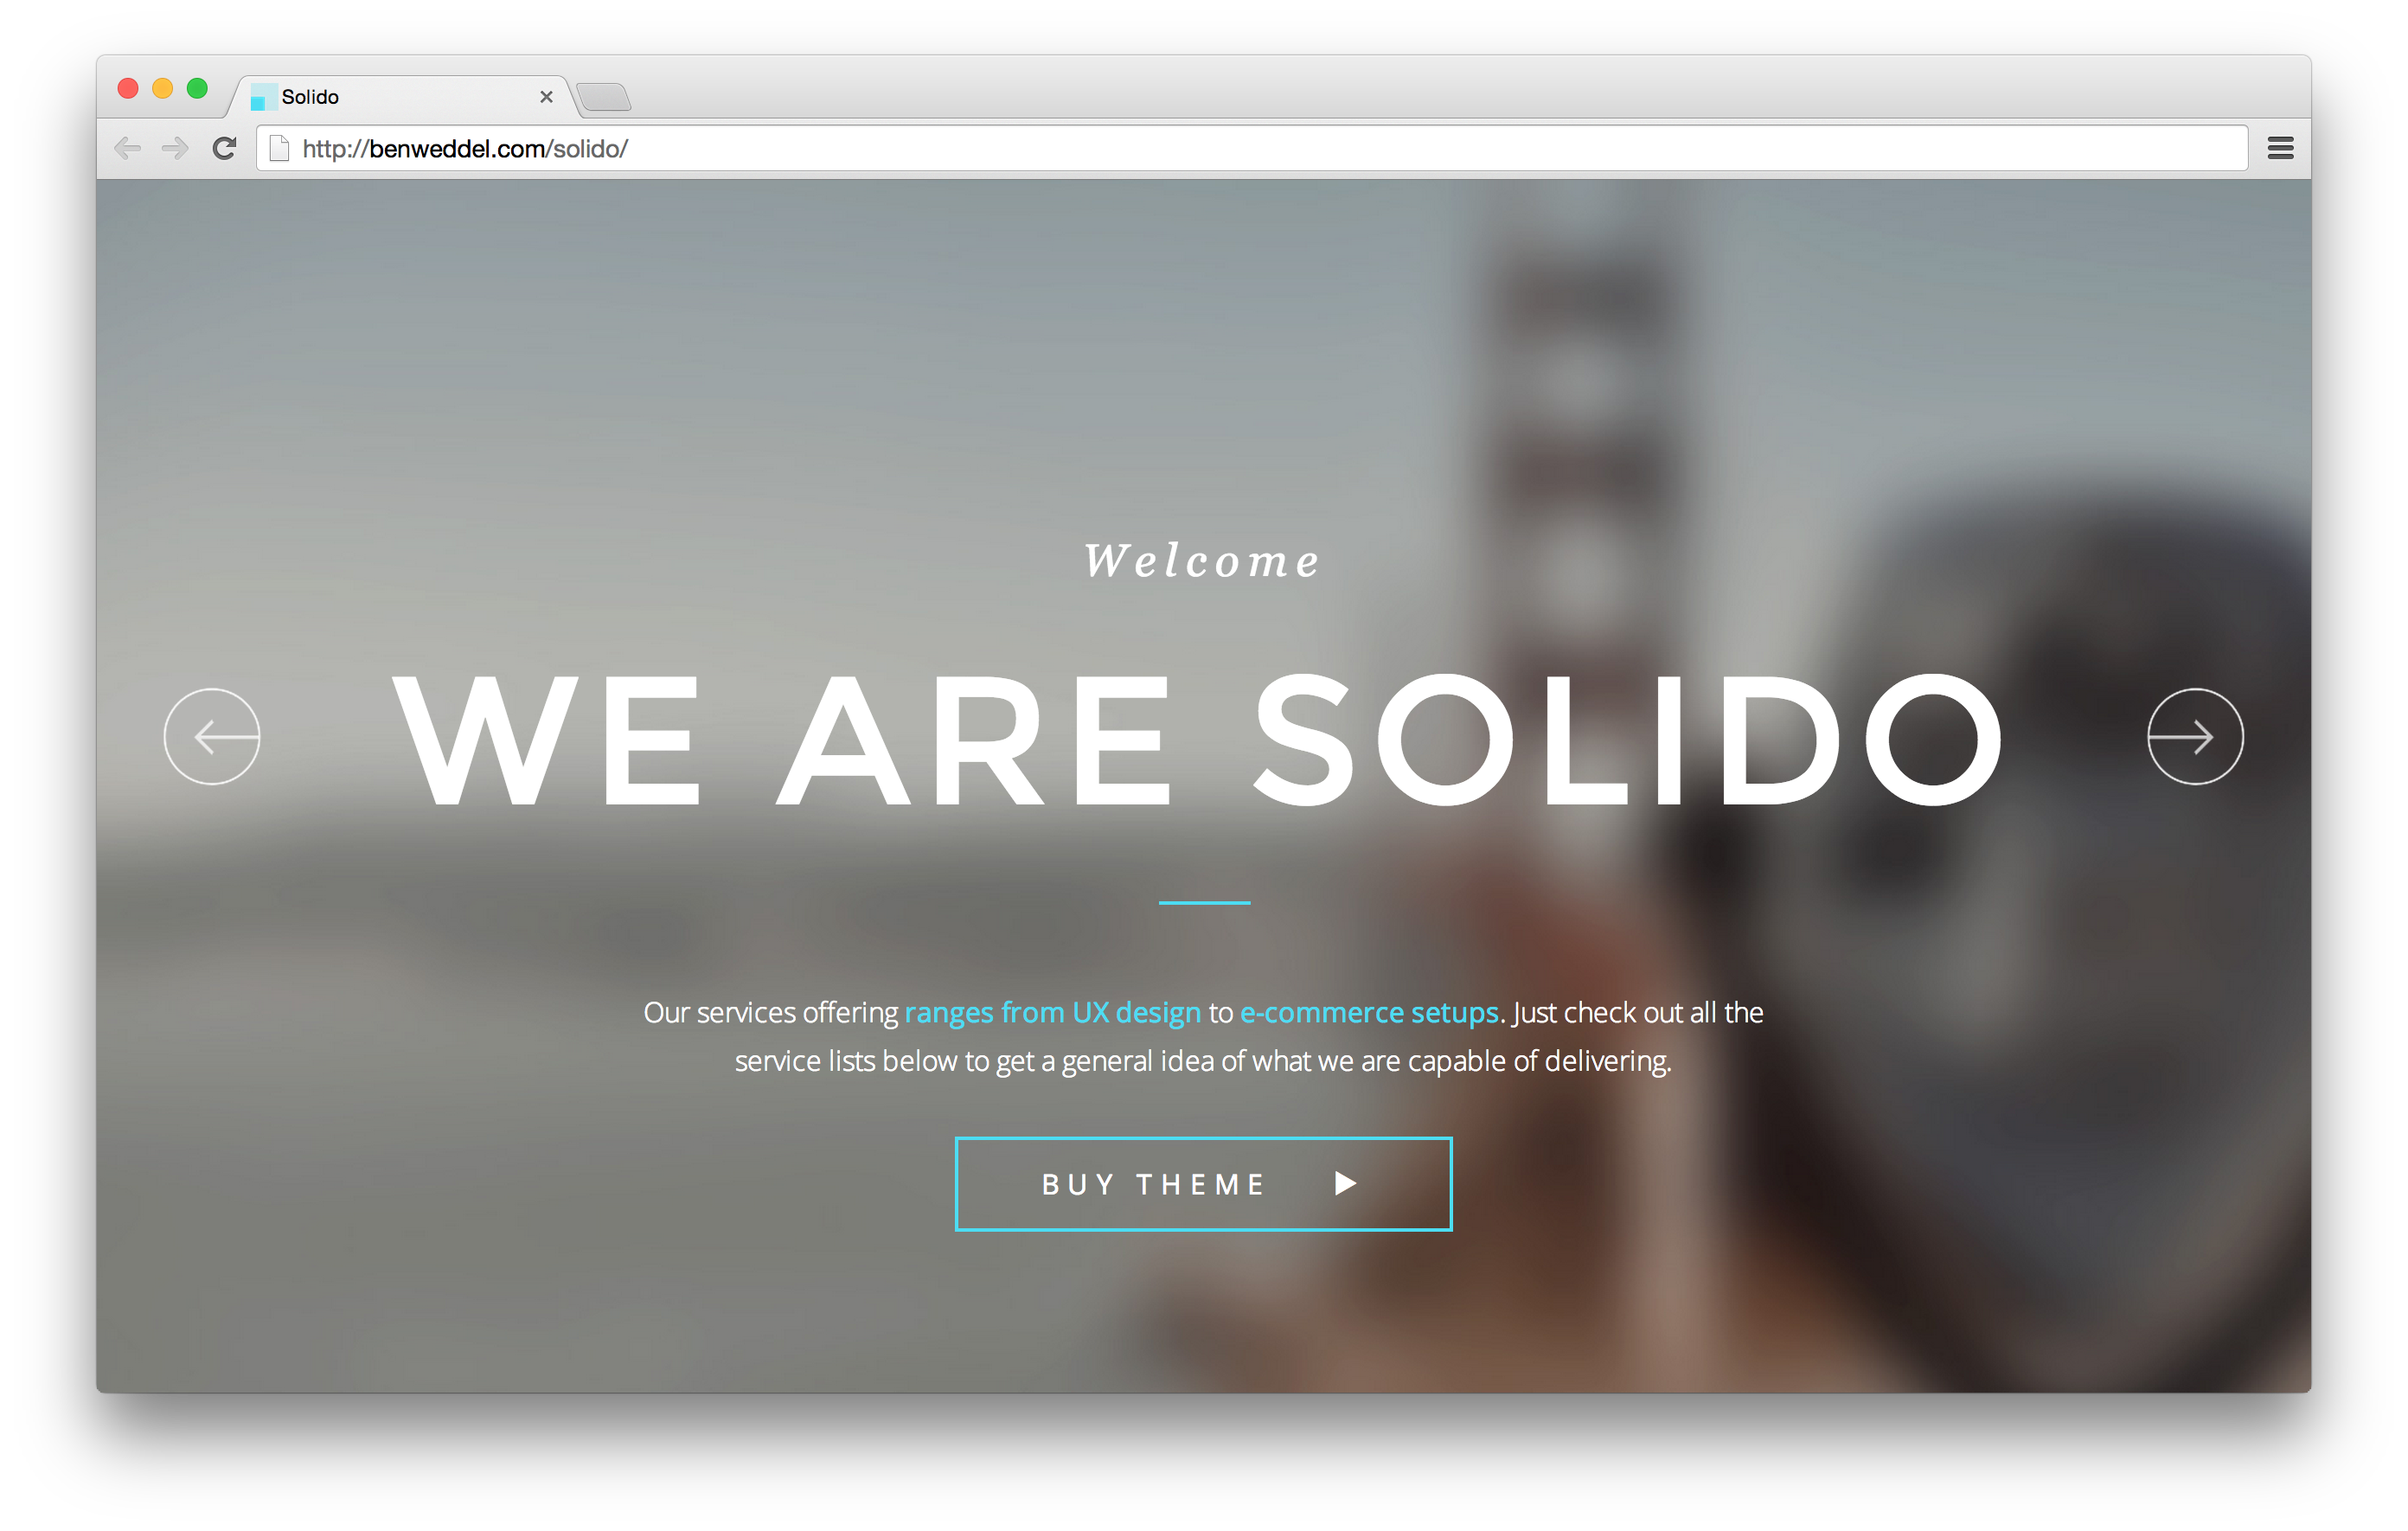 Solido
http://benweddel.com/solido/
Welcome
WE ARE SOLIDO
Our services offering ranges from UX design to e-commerce setups. Just check out all the
service lists below to get a general idea of what we are capable of delivering.
BUY THEME